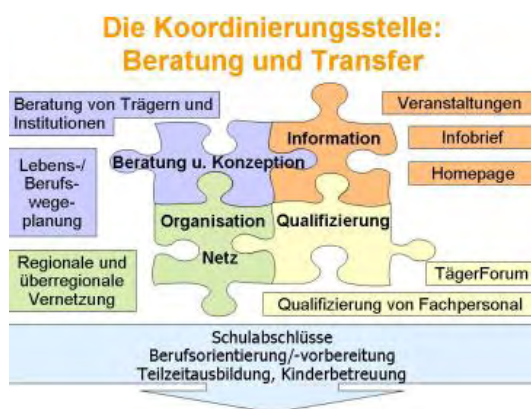 Die Koordinierungsstelle:
Beratung und Transfer
Beratung von Trägern und
Institutionen
Veranstaltungen
Information
Infobrief
Beratung u. Konzeption
Lebens-/
Berufs-
wege-
planung
Homepage
Organisation
Qualifizierung
Netz
Regionale und
überregionale
Vernetzung
TägerForum
Qualifizierung von Fachpersonal
Schulabschlüsse
Berufsorientierung/-vorbereitung
Teilzeitausbildung, Kinderbetreuung